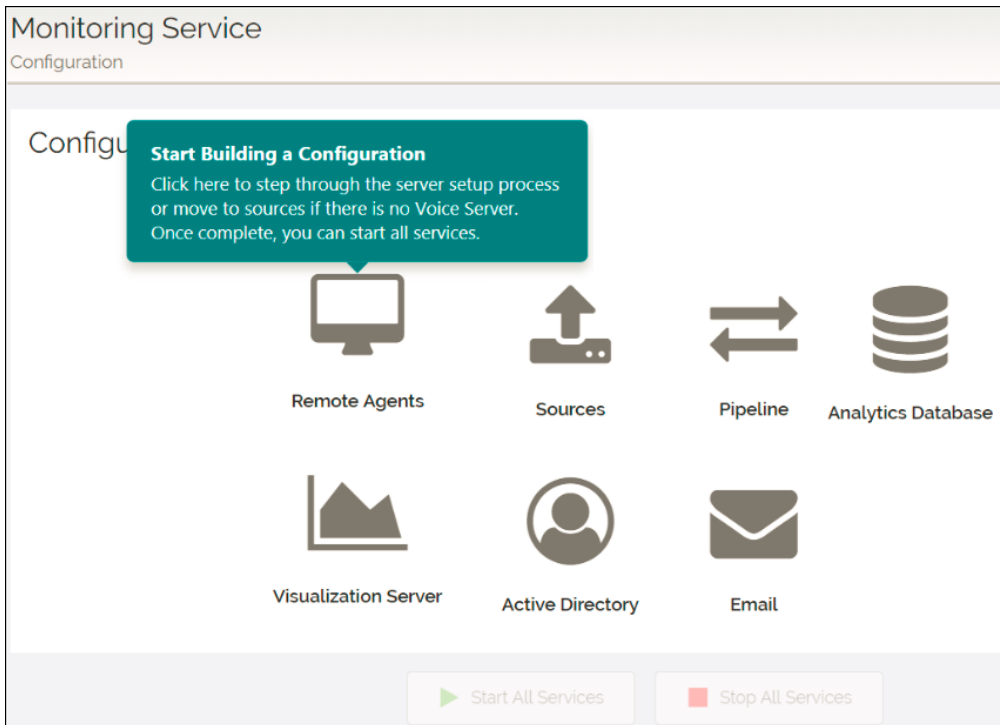 Monitoring Service
Configuration
Configu
Start Building a Configuration
Click here to step through the server setup process
or move to sources if there is no Voice Server.
Once complete, you can start all services.
Remote Agents
Sources
Pipeline
Analytics Database
Visualization Server
Active Directory
Email
Start All Services
Stop All Services